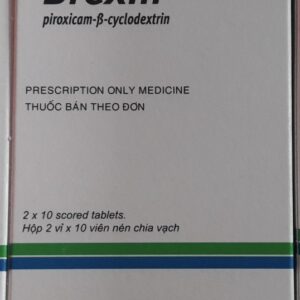 Brexin
piroxicam-β-cyclodextrin
PRESCRIPTION ONLY MEDICINE
THUỐC BÁN THEO ĐƠN
2 x 10 scored tablets.
Hộp 2 vỉ x 10 viên nén chia vạch